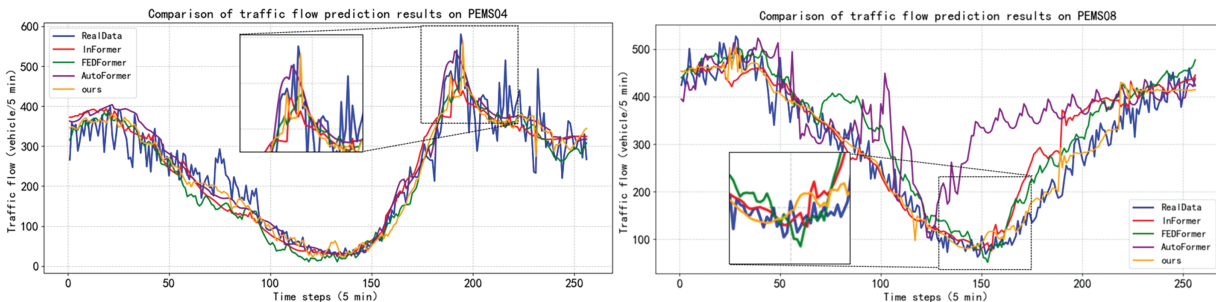 Comparison of traffic flow prediction results on PEMS04
Traffic flow (vehicle/5 min)
600
500
400
300
200
100
0
RealData
InFormer
FEDFormer
AutoFormer
ours
0
50
100
150
200
250
Time steps (5 min)
Comparison of traffic flow prediction results on PEMS08
Traffic flow (vehicle/5 min)
500
400
300
200
100
RealData
InFormer
FEDFormer
AutoFormer
ours
0
50
100
150
200
250
Time steps (5 min)